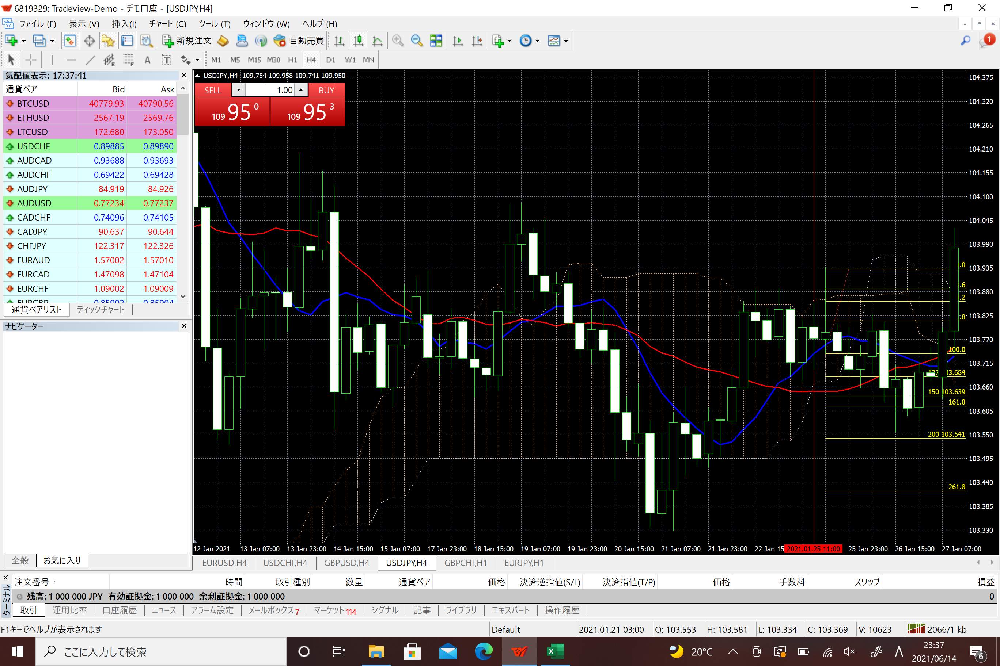 6819329: Tradeview-Demo - デモ口座 - [USDJPY,H4]
ファイル (F) 表示 (V) 挿入(I) チャート (C) ツール (T) ウィンドウ (W) ヘルプ (H)
新規注文 自動売買 1
A T E F M1 M5 M15 M30 H1 H4 D1 W1 MN
気配値表示: 17:37:41
通貨ペア Bid Ask
BTCUSD 40779.93 40790.56
ETHUSD 2567.19 2569.76
LTCUSD 172.680 173.050
USDCHF 0.89885 0.89890
AUDCAD 0.93688 0.93693
AUDCHF 0.69422 0.69428
AUDJPY 84.919 84.926
AUDUSD 0.77234 0.77237
CADCHF 0.74096 0.74105
CADJPY 90.637 90.644
CHFJPY 122.317 122.326
EURAUD 1.57002 1.57010
EURCAD 1.47098 1.47104
EURCHF 1.09002 1.09009
通貨ペアリスト ティックチャート
ナビゲーター
全般 お気に入り
USDJPY,H4 109.754 109.958 109.741 109.950
SELL 1.00 BUY
109 95 0 109 95 3
104.375
104.320
104.265
104.210
104.155
104.100
104.045
103.990
103.935
103.880
103.825
103.770
103.715
103.660
103.605
103.550
103.495
103.440
103.385
103.330
100.0
150 103.639
161.8
200 103.541
261.8
12 Jan 2021 13 Jan 07:00 13 Jan 23:00 14 Jan 15:00 15 Jan 07:00 17 Jan 23:00 18 Jan 15:00 19 Jan 07:00 19 Jan 23:00 20 Jan 15:00 21 Jan 07:00 21 Jan 23:00 22 Jan 15 2021.01.25 11:00 25 Jan 23:00 26 Jan 15:00 27 Jan 07:00
EURUSD,H4 USDCHF,H4 GBPUSD,H4 USDJPY,H4 GBPCHF,H1 EURJPY,H1
ターミナル
注文番号 時間 取引種別 数量 通貨ペア 価格 決済逆指値(S/L) 決済指値(T/P) 価格 手数料 スワップ 損益
残高: 1 000 000 JPY 有効証拠金: 1 000 000 余剰証拠金: 1 000 000 0
取引 運用比率 口座履歴 ニュース アラーム設定 メールボックス 7 マーケット 114 シグナル 記事 ライブラリ エキスパート 操作履歴
F1キーでヘルプが表示されます Default 2021.01.21 03:00 O: 103.553 H: 103.581 L: 103.334 C: 103.369 V: 10623 2066/1 kb
ここに入力して検索 20°C A 23:37
2021/06/14 6